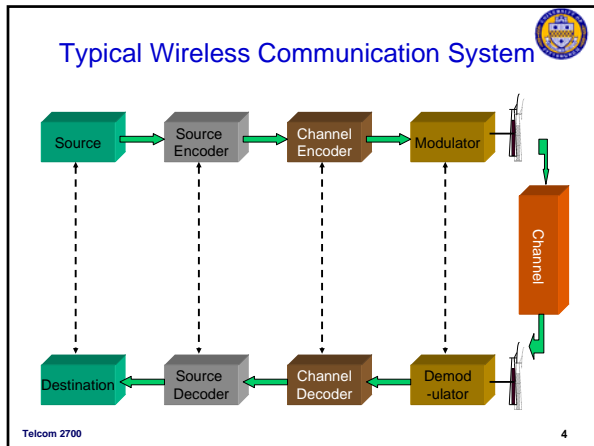 Typical Wireless Communication System
Source
Source
Encoder
Channel
Encoder
Modulator
Channel
Destination
Source
Decoder
Channel
Decoder
Demod
-ulator
Telcom 2700
4